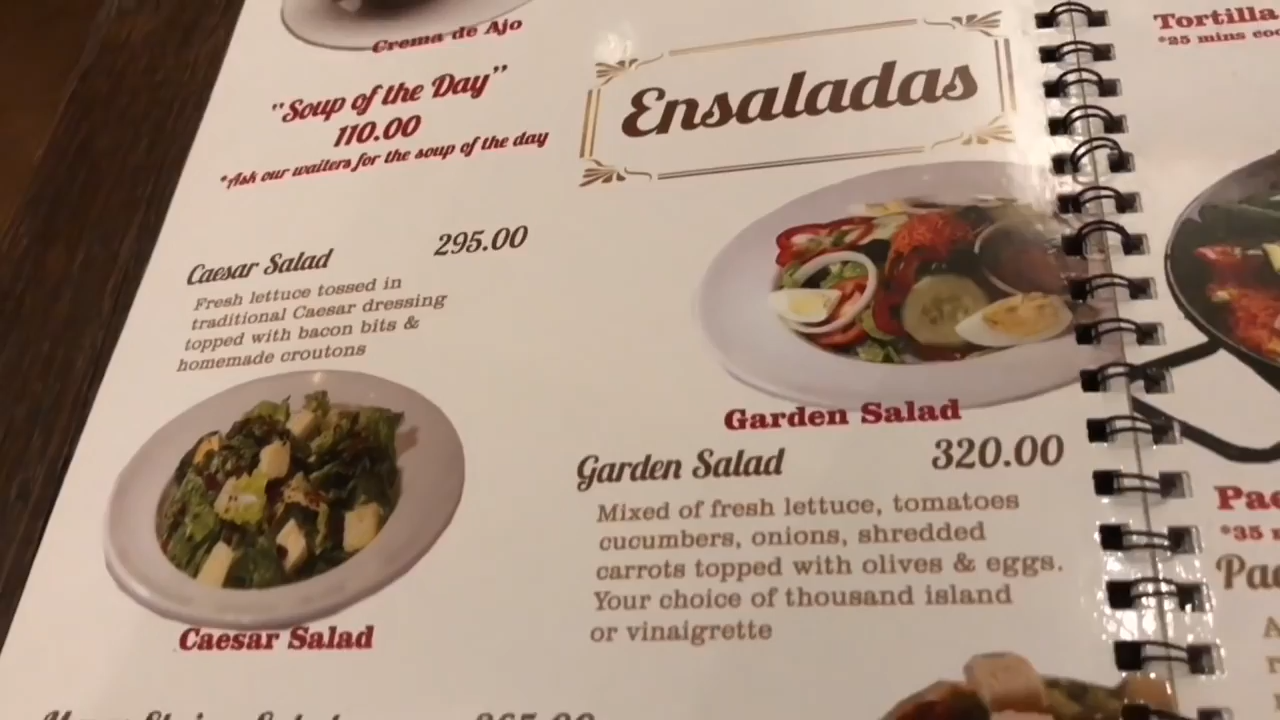 Crema de Ajo
"Soup of the Day"
110.00
*Ask our waiters for the soup of the day
Ensaladas
Caesar Salad 295.00
Fresh lettuce tossed in
traditional Caesar dressing
topped with bacon bits &
homemade croutons
Caesar Salad
Garden Salad
Garden Salad 320.00
Mixed of fresh lettuce, tomatoes
cucumbers, onions, shredded
carrots topped with olives & eggs.
Your choice of thousand island
or vinaigrette
Tortilla
*25 mins
*35